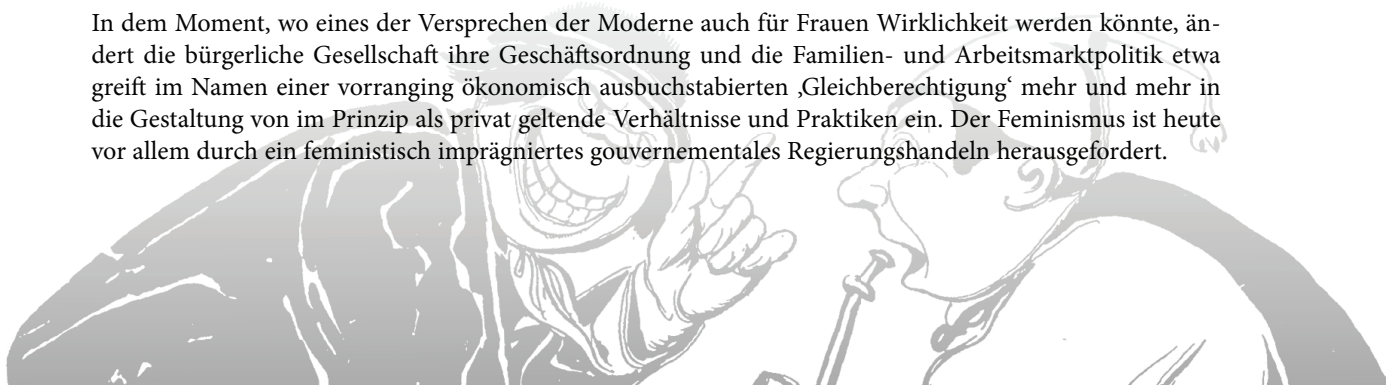 In dem Moment, wo eines der Versprechen der Moderne auch für Frauen Wirklichkeit werden könnte, än-
dert die bürgerliche Gesellschaft ihre Geschäftsordnung und die Familien- und Arbeitsmarktpolitik etwa
greift im Namen einer vorranging ökonomisch ausbuchstabierten ‚Gleichberechtigung‘ mehr und mehr in
die Gestaltung von im Prinzip als privat geltende Verhältnisse und Praktiken ein. Der Feminismus ist heute
vor allem durch ein feministisch imprägniertes gouvernementales Regierungshandeln herausgefordert.